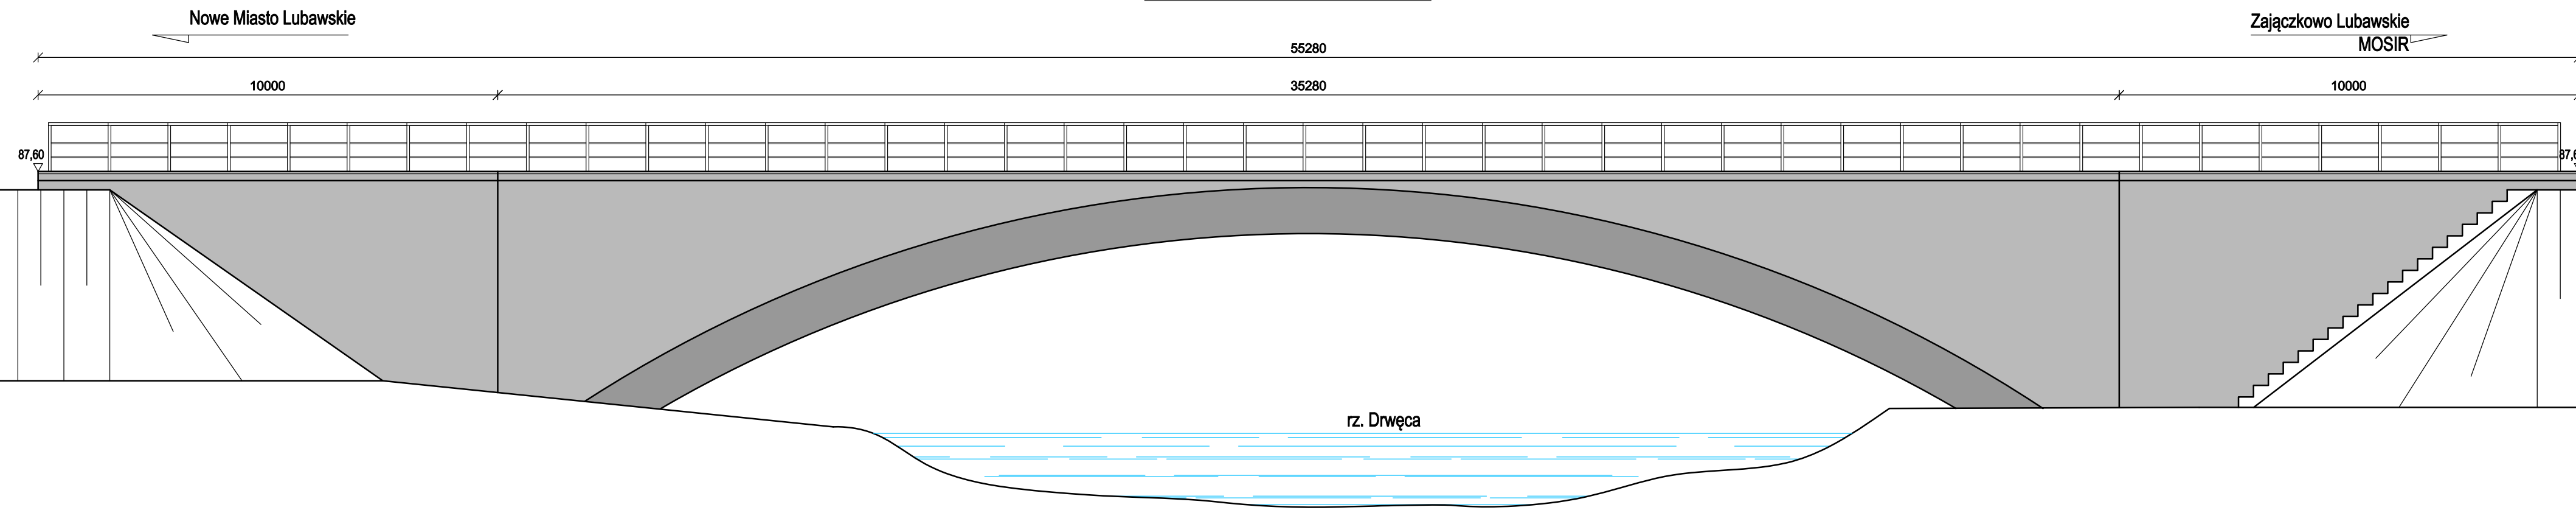 Nowe Miasto Lubawskie
Zajączkowo Lubawskie
MOSIR
55280
10000
35280
10000
87,60
rz. Drwęca